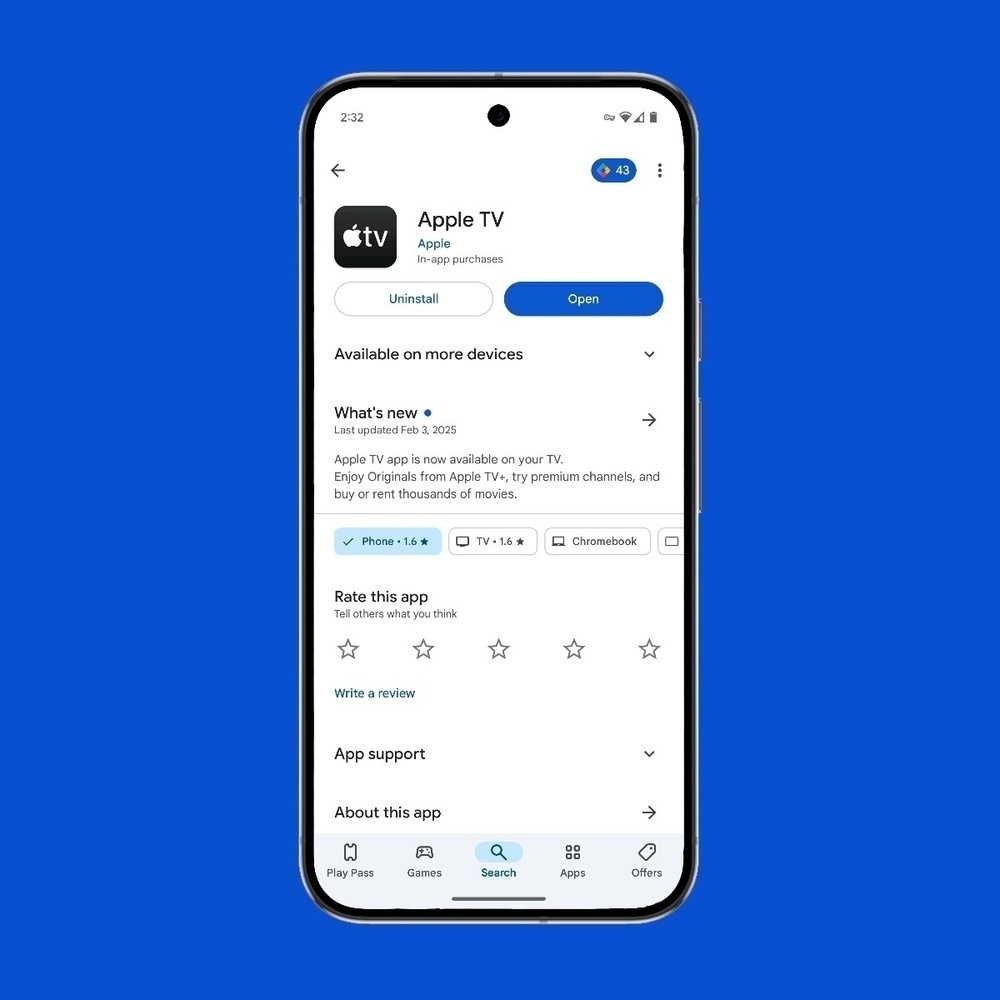 2:32
43
tv
Apple TV
Apple
In-app purchases
Uninstall
Open
Available on more devices
What's new
Last updated Feb 3, 2025
Apple TV app is now available on your TV.
Enjoy Originals from Apple TV+, try premium channels, and
buy or rent thousands of movies.
Phone • 1.6 ★
TV • 1.6 ★
Chromebook
Rate this app
Tell others what you think
Write a review
App support
About this app
Play Pass
Games
Search
Apps
Offers